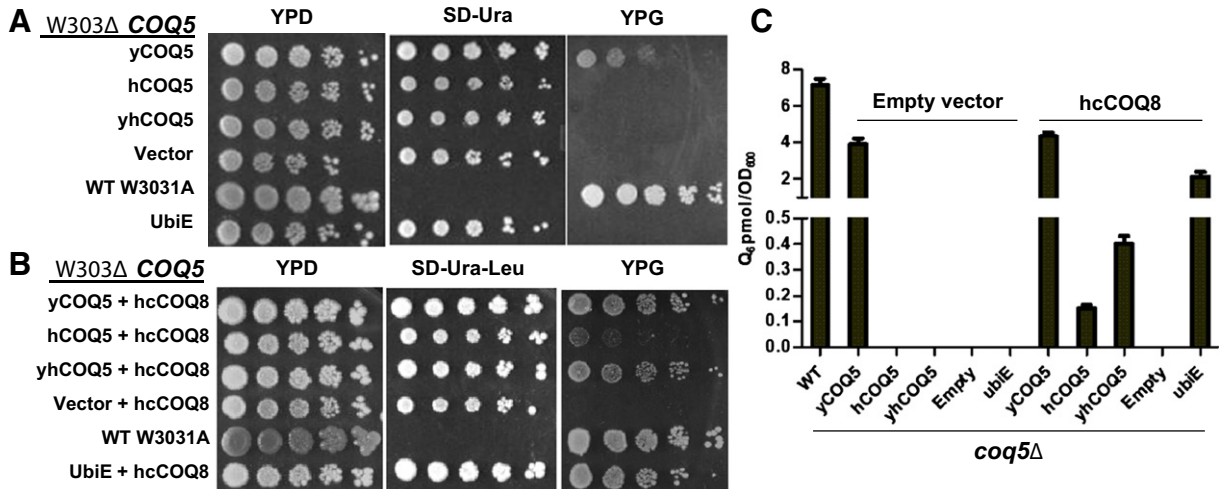 A W303Δ COQ5 YPD SD-Ura YPG
yCOQ5
hCOQ5
yhCOQ5
Vector
WT W3031A
UbiE
B W303Δ COQ5 YPD SD-Ura-Leu YPG
yCOQ5 + hcCOQ8
hCOQ5 + hcCOQ8
yhCOQ5 + hcCOQ8
Vector + hcCOQ8
WT W3031A
UbiE + hcCOQ8
C
Q6 pmol/OD600
8
6
4
2
0.5
0.4
0.3
0.2
0.1
0.0
Empty vector hcCOQ8
WT yCOQ5 hCOQ5 yhCOQ5 Empty ubiE yCOQ5 hCOQ5 yhCOQ5 Empty ubiE
coq5Δ